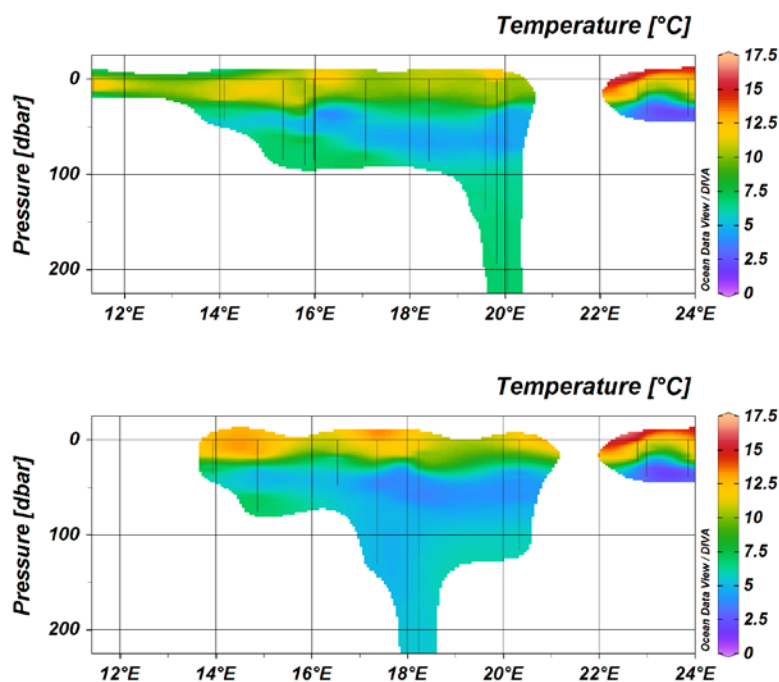 Temperature [°C]
17.5
15
12.5
10
7.5
5
2.5
0
Ocean Data View / DIVA
Pressure [dbar]
0
100
200
12°E
14°E
16°E
18°E
20°E
22°E
24°E
Temperature [°C]
17.5
15
12.5
10
7.5
5
2.5
0
Ocean Data View / DIVA
Pressure [dbar]
0
100
200
12°E
14°E
16°E
18°E
20°E
22°E
24°E